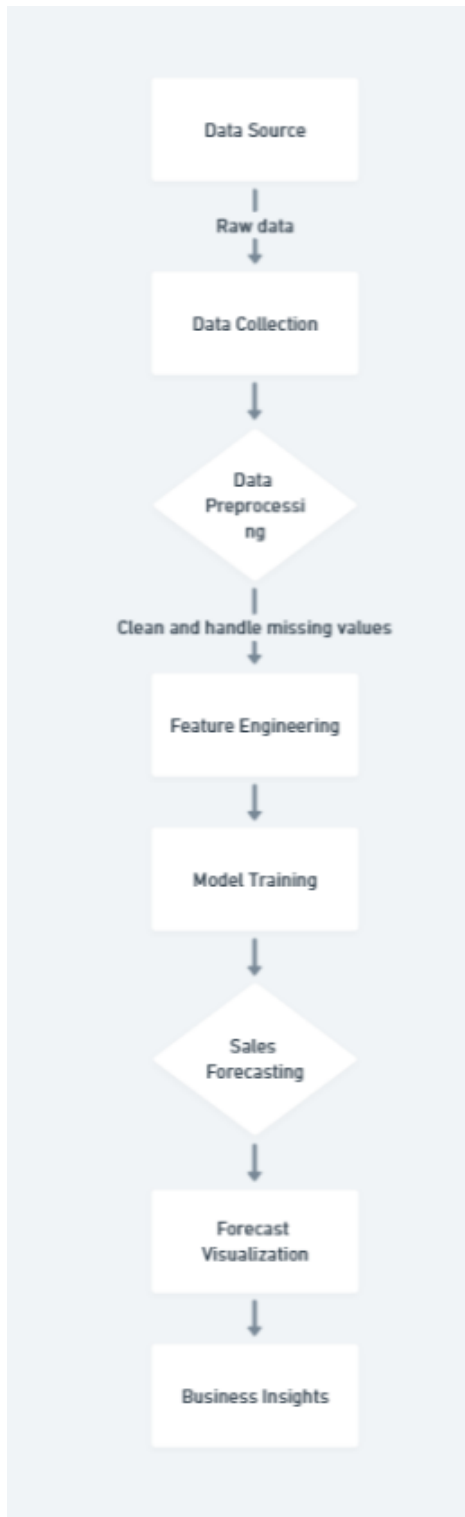 Data Source
Raw data
Data Collection
Data
Preprocessi
ng
Clean and handle missing values
Feature Engineering
Model Training
Sales
Forecasting
Forecast
Visualization
Business Insights